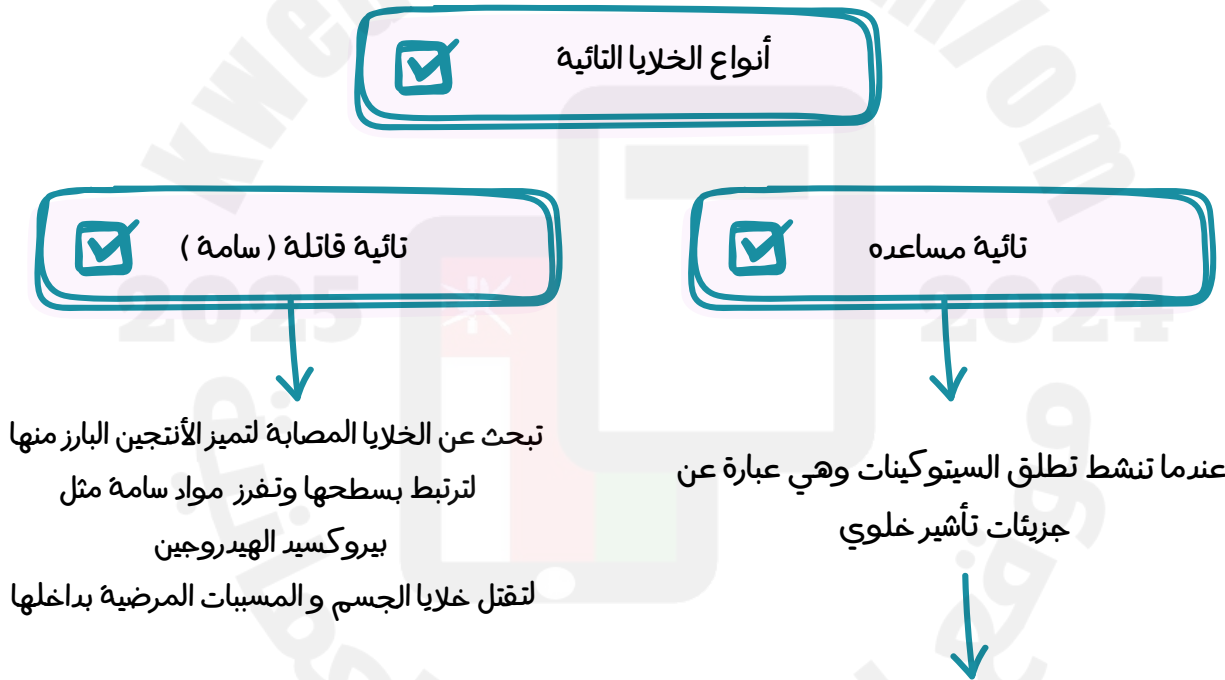 أنواع الخلايا التائية
تائية مساعده
تائية قاتلة ( سامة )
عندما تنشط تطلق السيتوكينات وهي عبارة عن
جزيئات تأشير خلوي
تبحث عن الخلايا المصابة لتميز الأنتجين البارز منها
لترتبط بسطحها وتفرز مواد سامة مثل
بيروكسيد الهيدروجين
لتقتل خلايا الجسم و المسببات المرضية بداخلها
2024
2025